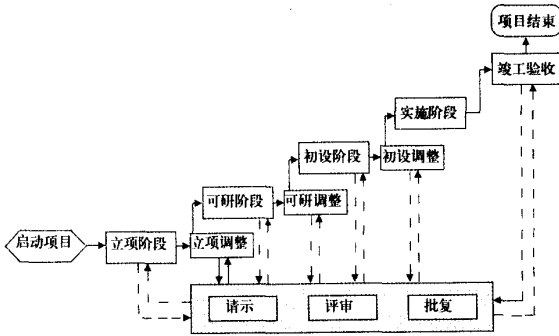 项目结束
竣工验收
实施阶段
初设阶段
初设调整
可研阶段
可研调整
启动项目
立项阶段
立项调整
请示
评审
批复